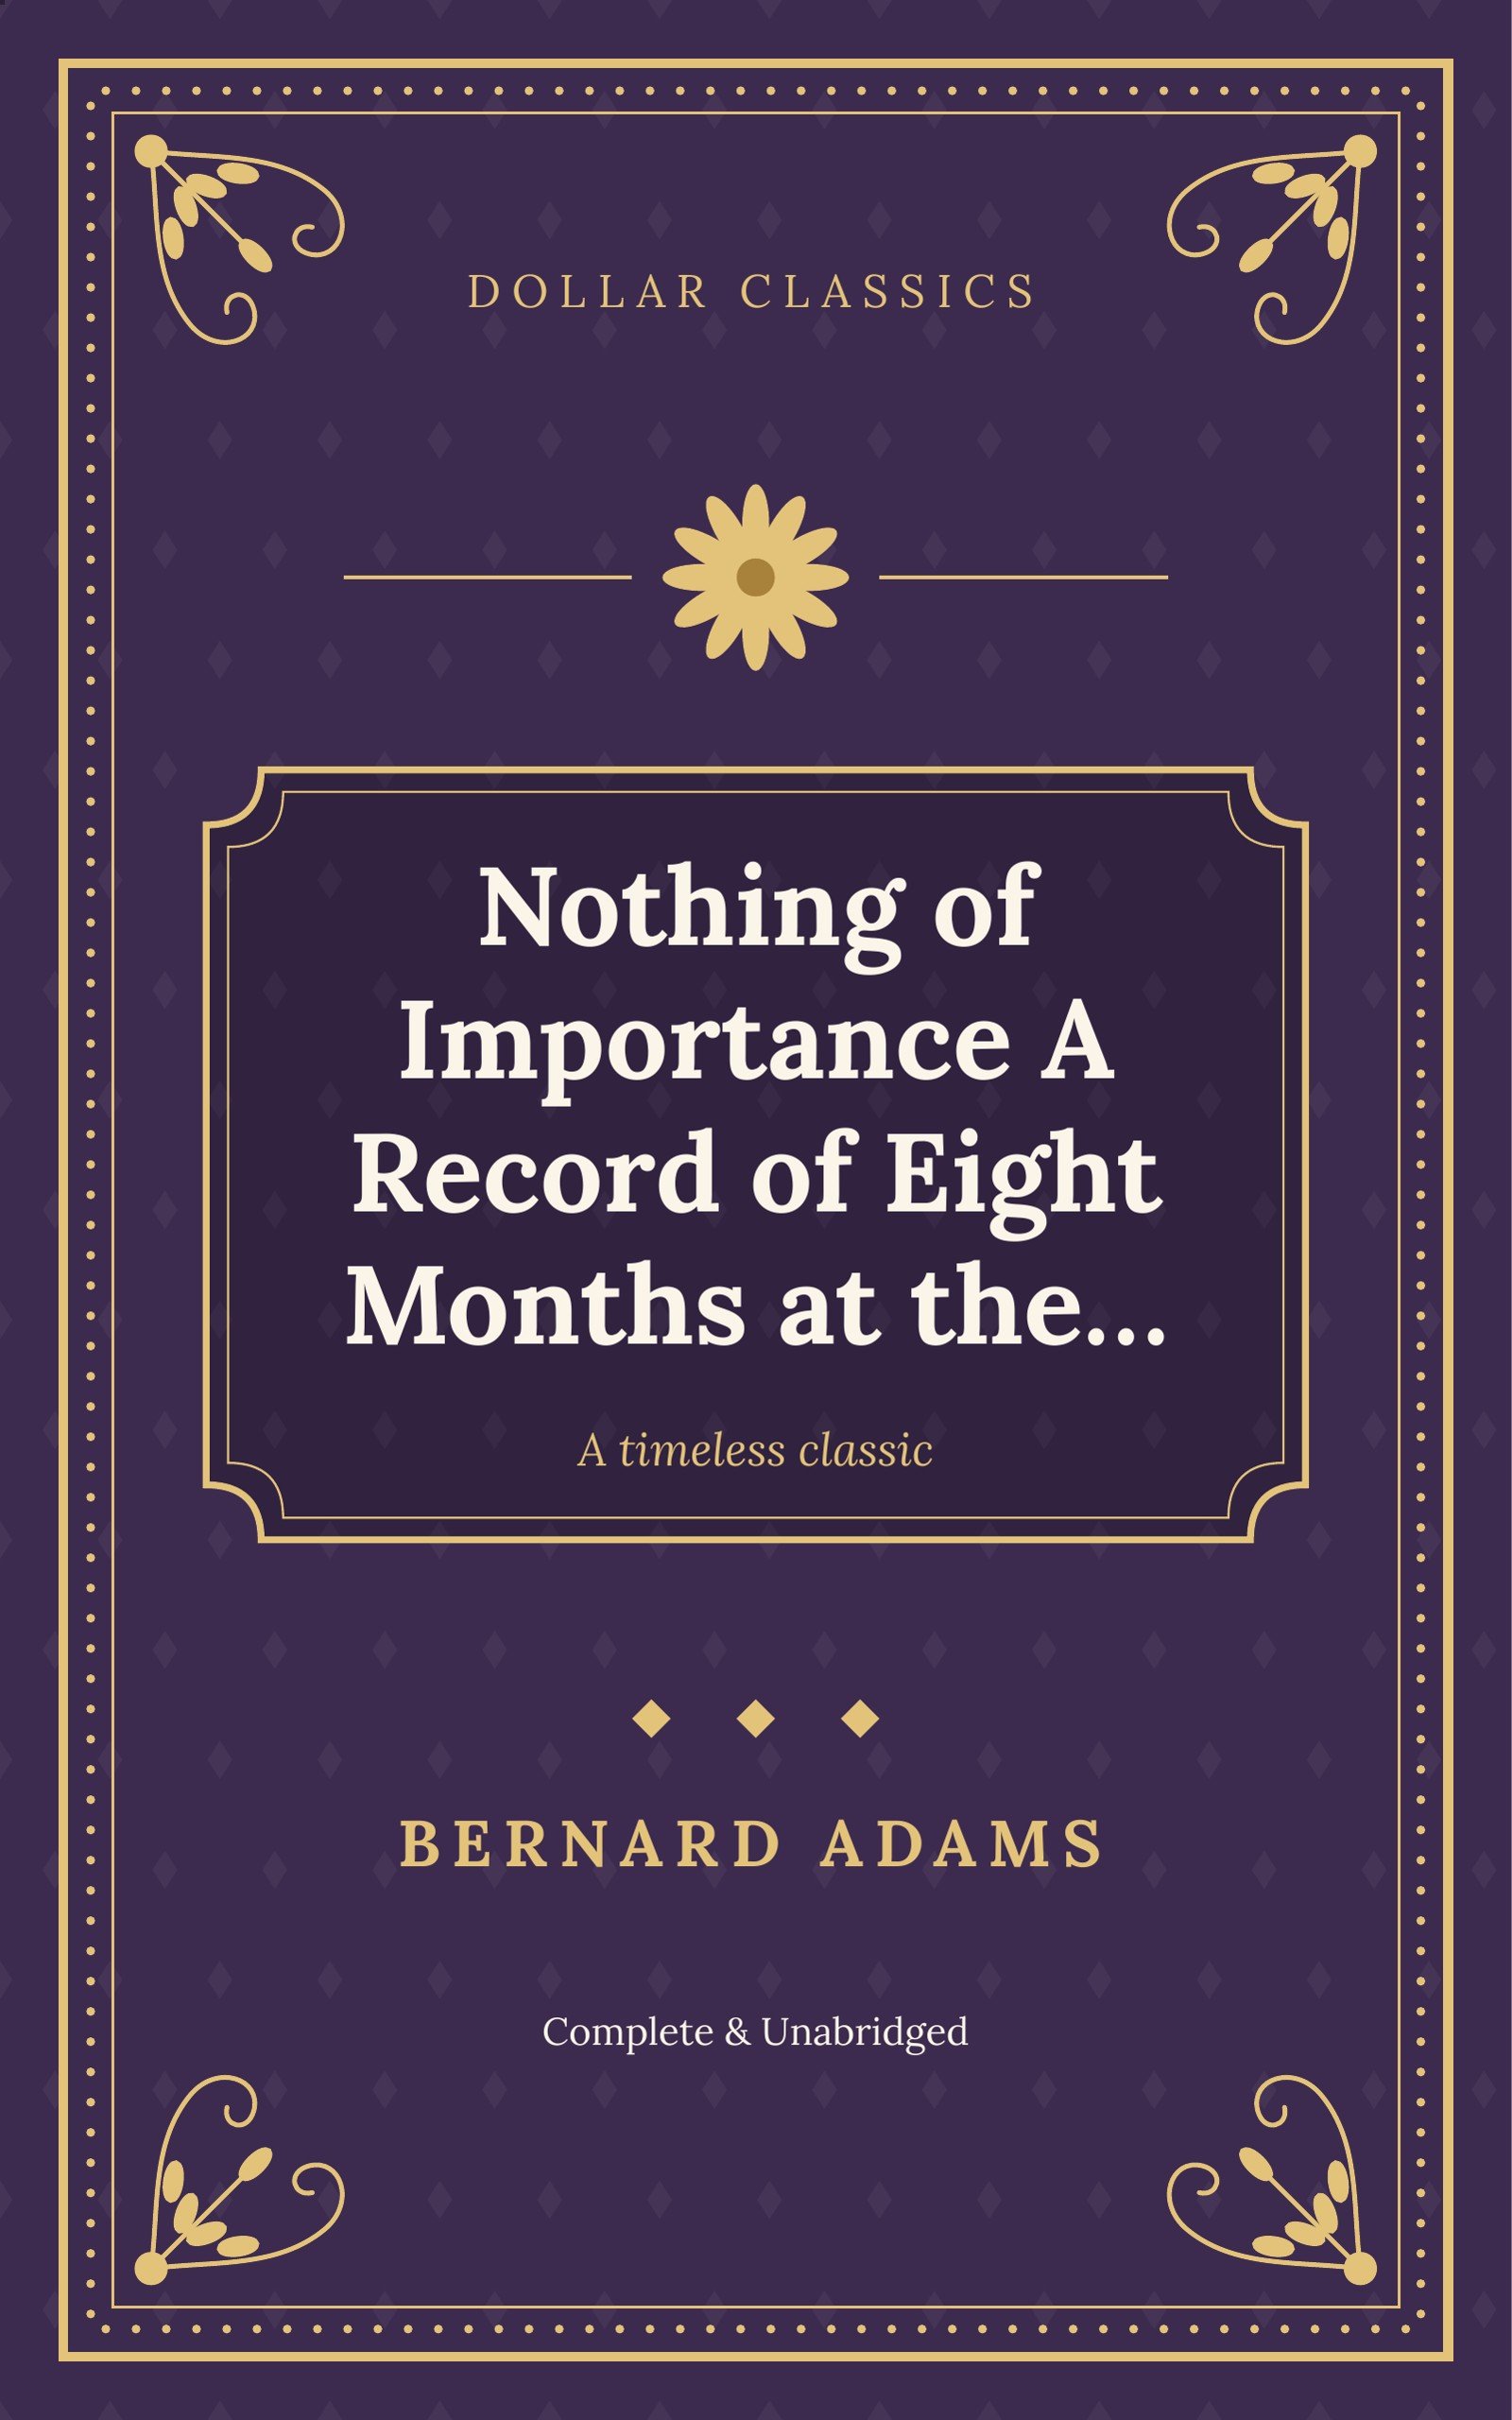 DOLLAR CLASSICS
Nothing of
Importance A
Record of Eight
Months at the...
A timeless classic
BERNARD ADAMS
Complete & Unabridged